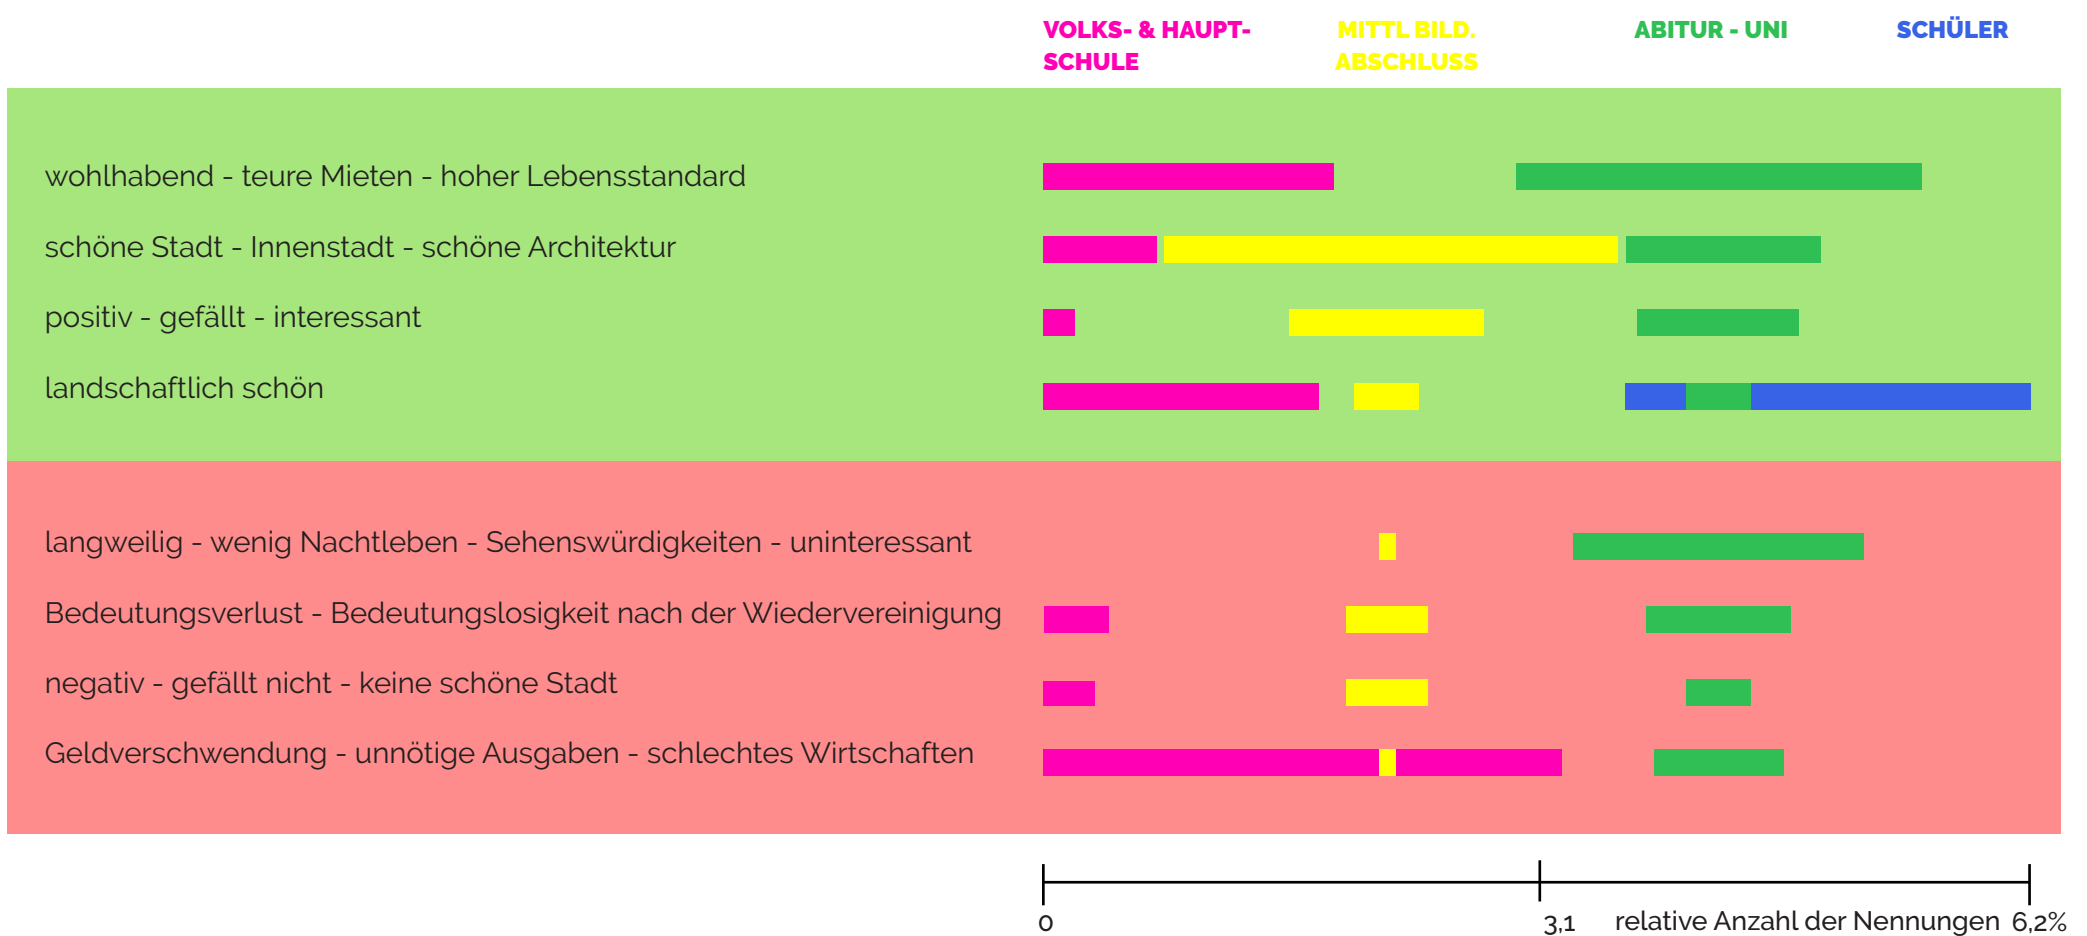 VOLKS- & HAUPT-
SCHULE
MITTL BILD.
ABSCHLUSS
ABITUR - UNI
SCHÜLER
wohlhabend - teure Mieten - hoher Lebensstandard
schöne Stadt - Innenstadt - schöne Architektur
positiv - gefällt - interessant
landschaftlich schön
langweilig - wenig Nachtleben - Sehenswürdigkeiten - uninteressant
Bedeutungsverlust - Bedeutungslosigkeit nach der Wiedervereinigung
negativ - gefällt nicht - keine schöne Stadt
Geldverschwendung - unnötige Ausgaben - schlechtes Wirtschaften
0 3,1 relative Anzahl der Nennungen 6,2%